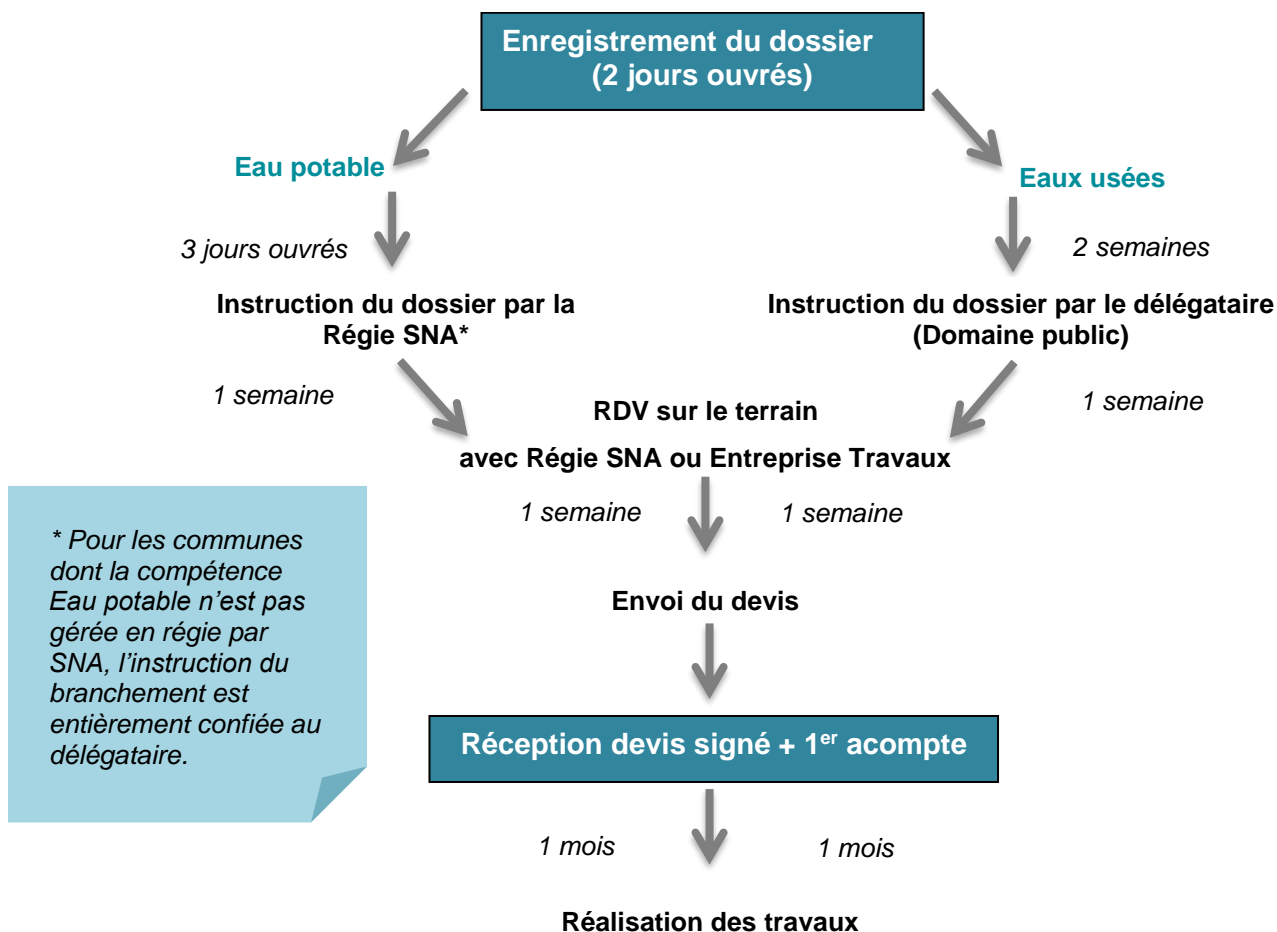 Enregistrement du dossier
(2 jours ouvrés)
Eau potable
Eaux usées
3 jours ouvrés
2 semaines
Instruction du dossier par la
Régie SNA*
Instruction du dossier par le délégataire
(Domaine public)
1 semaine
1 semaine
RDV sur le terrain
avec Régie SNA ou Entreprise Travaux
1 semaine
1 semaine
* Pour les communes
dont la compétence
Eau potable n’est pas
gérée en régie par
SNA, l’instruction du
branchement est
entièrement confiée au
délégataire.
Envoi du devis
Réception devis signé + 1er acompte
1 mois
1 mois
Réalisation des travaux